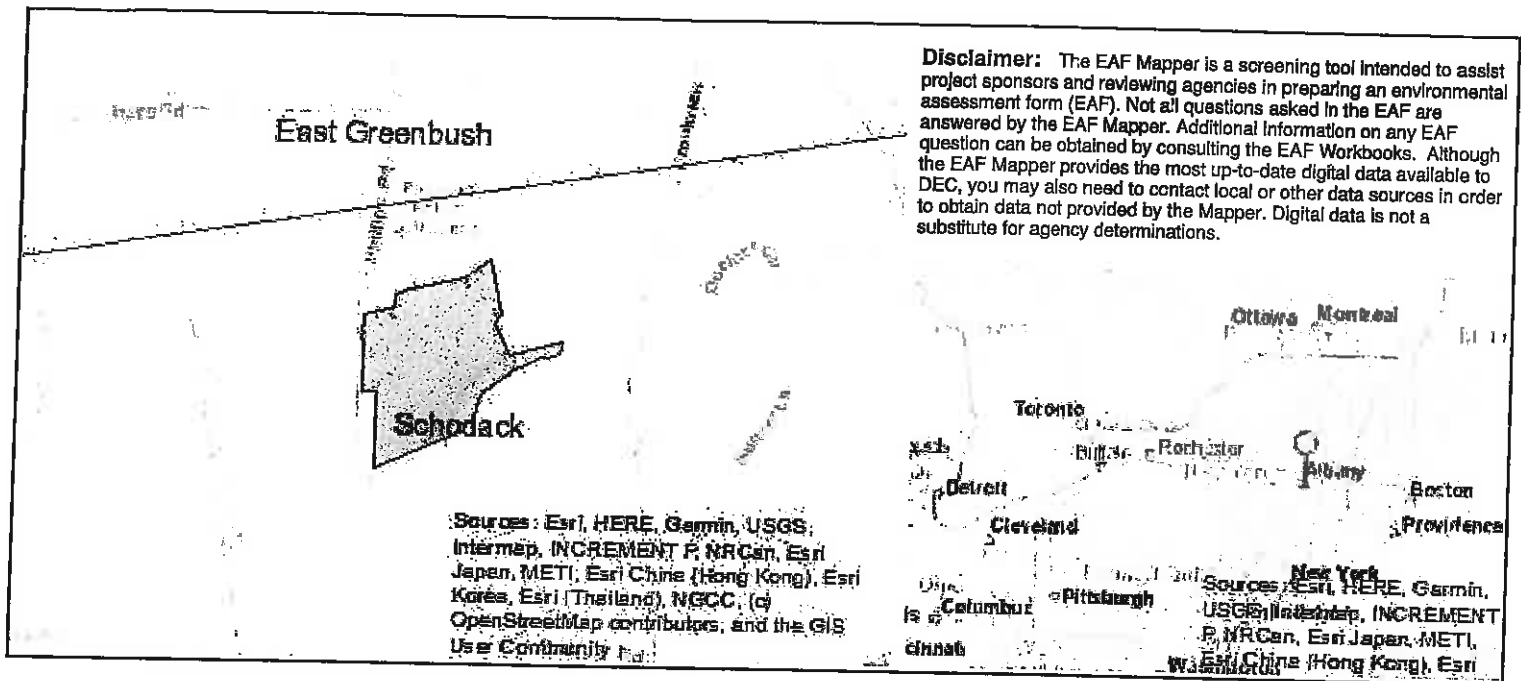 Disclaimer: The EAF Mapper is a screening tool intended to assist
project sponsors and reviewing agencies in preparing an environmental
assessment form (EAF). Not all questions asked in the EAF are
answered by the EAF Mapper. Additional information on any EAF
question can be obtained by consulting the EAF Workbooks. Although
the EAF Mapper provides the most up-to-date digital data available to
DEC, you may also need to contact local or other data sources in order
to obtain data not provided by the Mapper. Digital data is not a
substitute for agency determinations.
East Greenbush
Schodack
Sources: Esri, HERE, Garmin, USGS,
Intermap, INCREMENT P, NRCan, Esri
Japan, METI, Esri China (Hong Kong), Esri
Korea, Esri (Thailand), NGCC, (c)
OpenStreetMap contributors, and the GIS
User Community
Ottawa Montreal
Toronto
Rochester
Albany
Detroit
Boston
Cleveland
Providence
New York
Columbus
Pittsburgh
cinnati
Washington
Sources: Esri, HERE, Garmin,
USGS, Intermap, INCREMENT
P, NRCan, Esri Japan, METI,
Esri China (Hong Kong), Esri